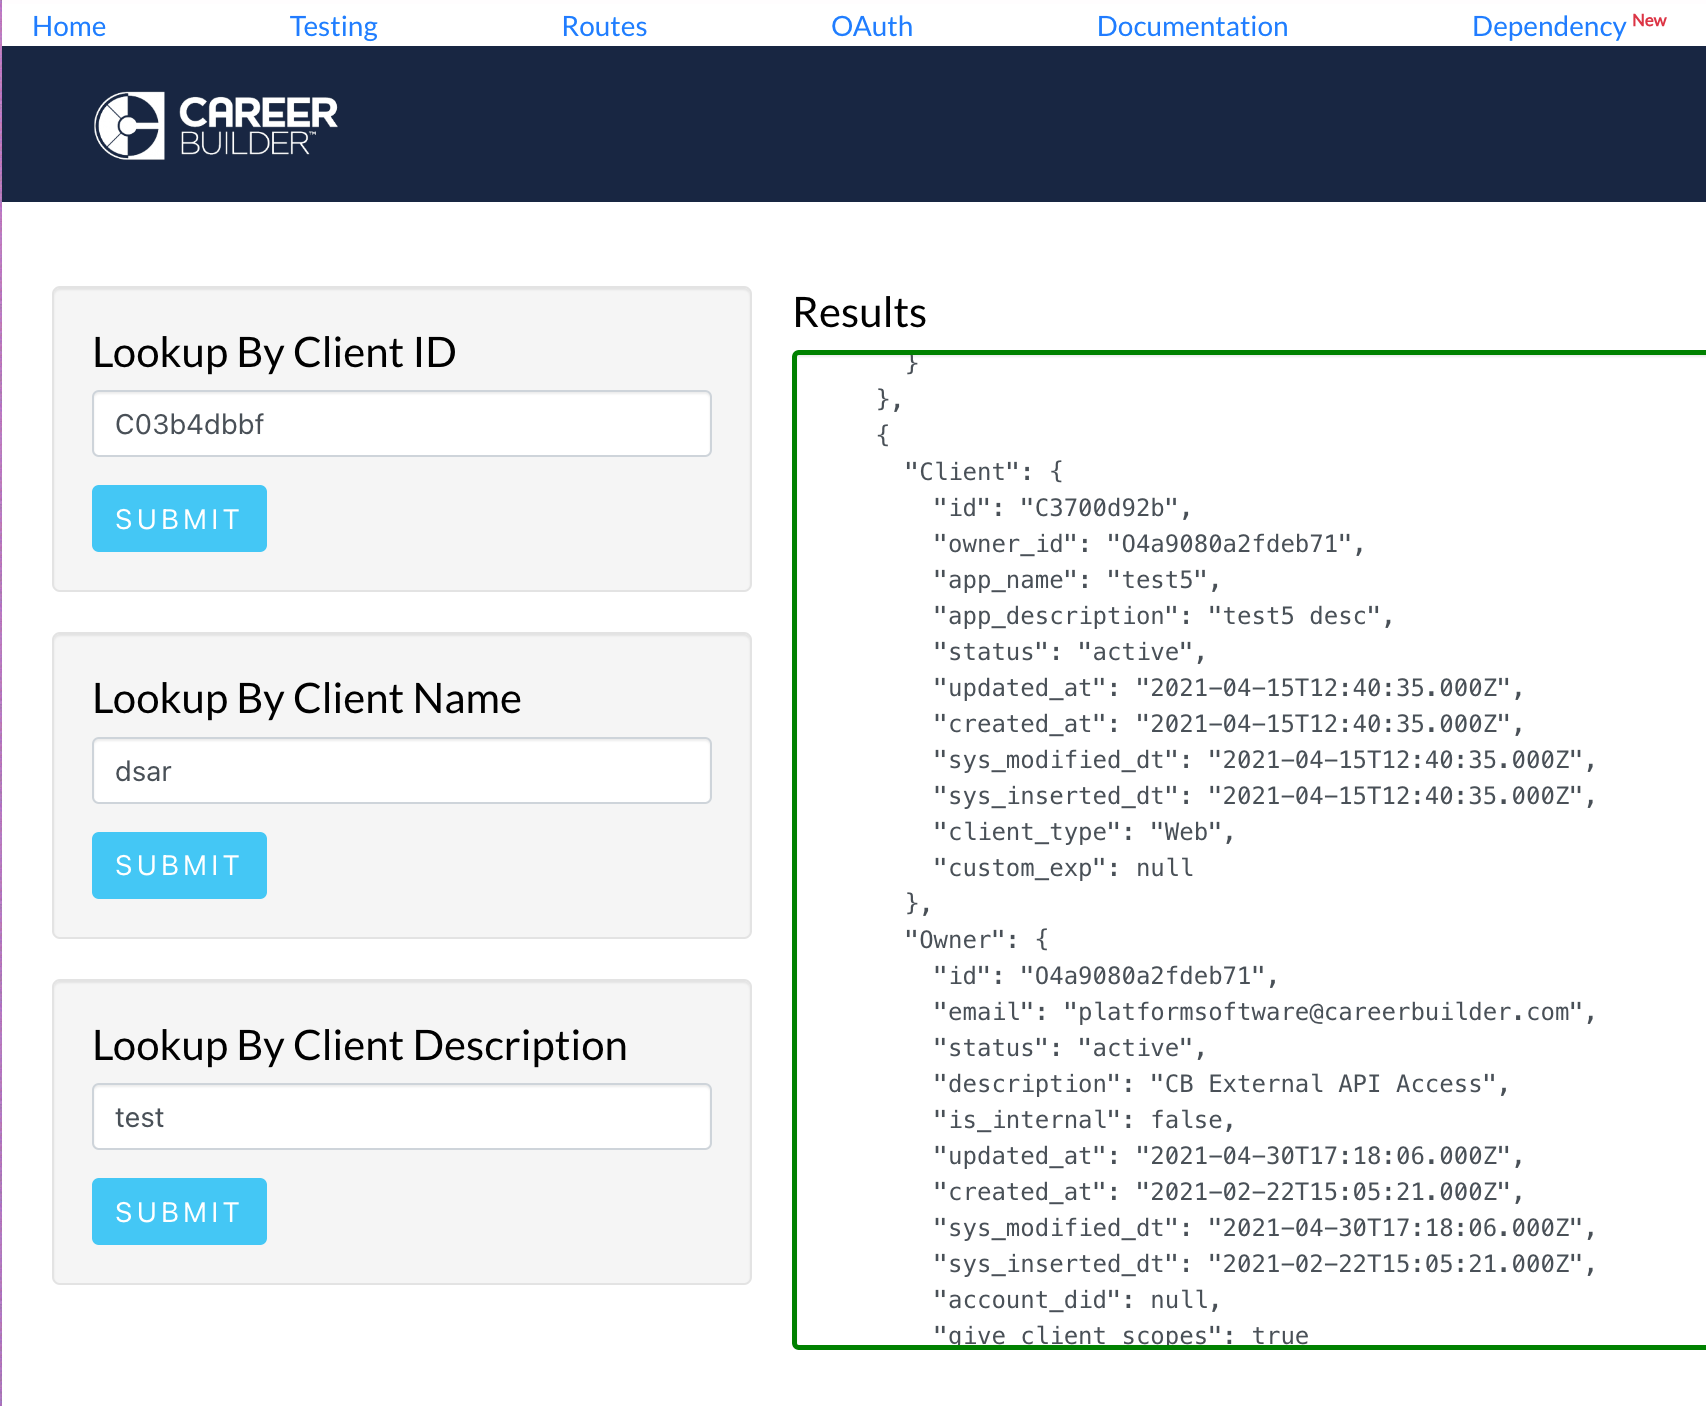 Home Testing Routes OAuth Documentation Dependency New
CAREER
BUILDER™
Lookup By Client ID
C03b4dbbf
SUBMIT
Lookup By Client Name
dsar
SUBMIT
Lookup By Client Description
test
SUBMIT
Results
}
},
{
"Client": {
"id": "C3700d92b",
"owner_id": "O4a9080a2fdeb71",
"app_name": "test5",
"app_description": "test5 desc",
"status": "active",
"updated_at": "2021-04-15T12:40:35.000Z",
"created_at": "2021-04-15T12:40:35.000Z",
"sys_modified_dt": "2021-04-15T12:40:35.000Z",
"sys_inserted_dt": "2021-04-15T12:40:35.000Z",
"client_type": "Web",
"custom_exp": null
},
"Owner": {
"id": "O4a9080a2fdeb71",
"email": "platformsoftware@careerbuilder.com",
"status": "active",
"description": "CB External API Access",
"is_internal": false,
"updated_at": "2021-04-30T17:18:06.000Z",
"created_at": "2021-02-22T15:05:21.000Z",
"sys_modified_dt": "2021-04-30T17:18:06.000Z",
"sys_inserted_dt": "2021-02-22T15:05:21.000Z",
"account_did": null,
"give_client_scopes": true